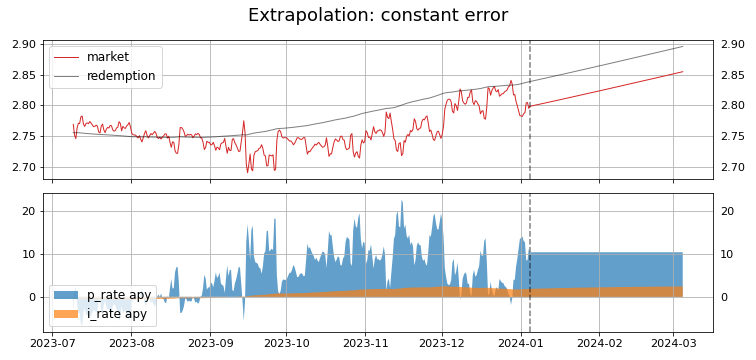 Extrapolation: constant error
2.90 2.90
2.85 2.85
2.80 2.80
2.75 2.75
2.70 2.70
market
redemption
20 20
10 10
0 0
p_rate apy
i_rate apy
2023-07 2023-08 2023-09 2023-10 2023-11 2023-12 2024-01 2024-02 2024-03